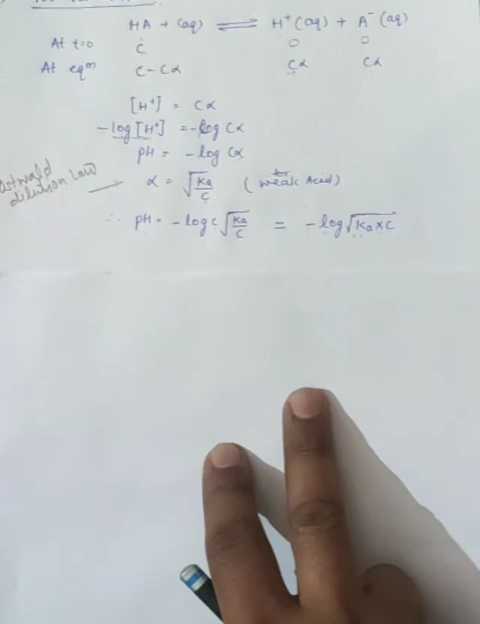 HA + (aq) ⇌ H⁺(aq) + A⁻(aq)
At t=0 C 0 0
At eqᵐ C-Cα Cα Cα
[H⁺] = Cα
-log[H⁺] = -log Cα
pH = -log Cα
ostwald dilution law → α = √(Ka/C) (for weak Acid)
∴ pH = -log C √(Ka/C) = -log √(Ka×C)